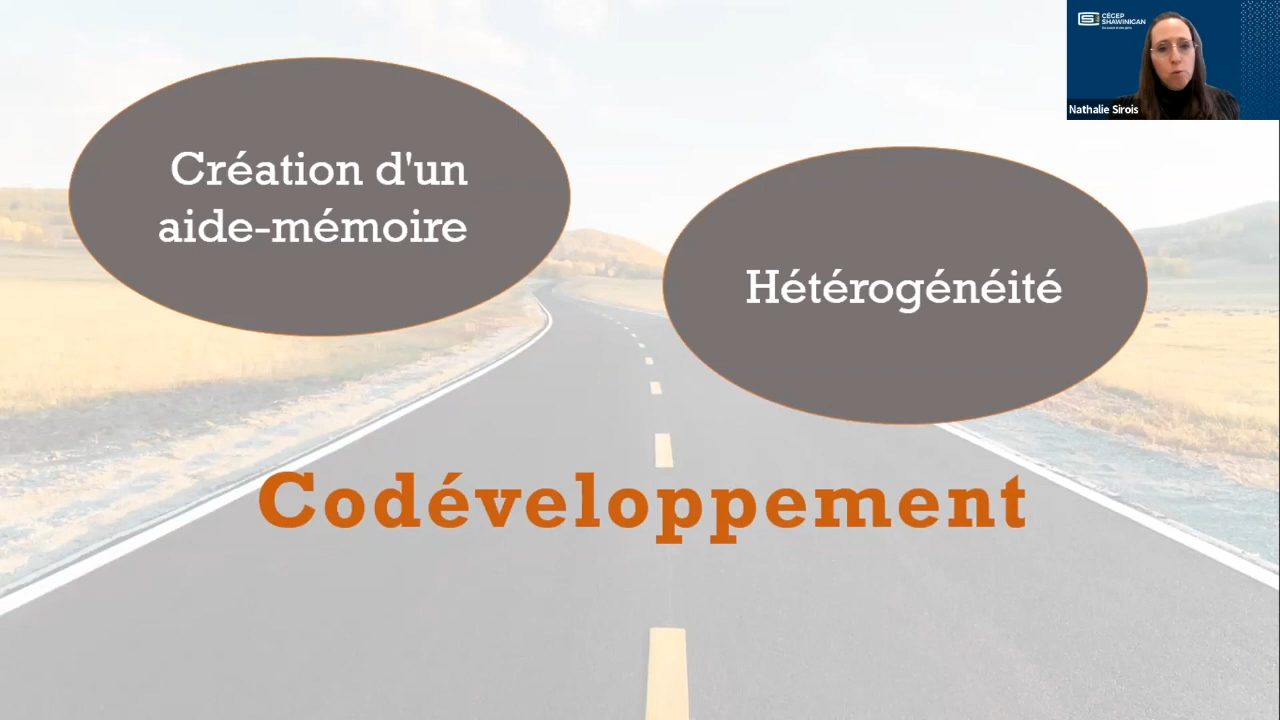 CÉGEP
SHAWINIGAN
Nathalie Sirois
Création d'un
aide-mémoire
Hétérogénéité
Codéveloppement